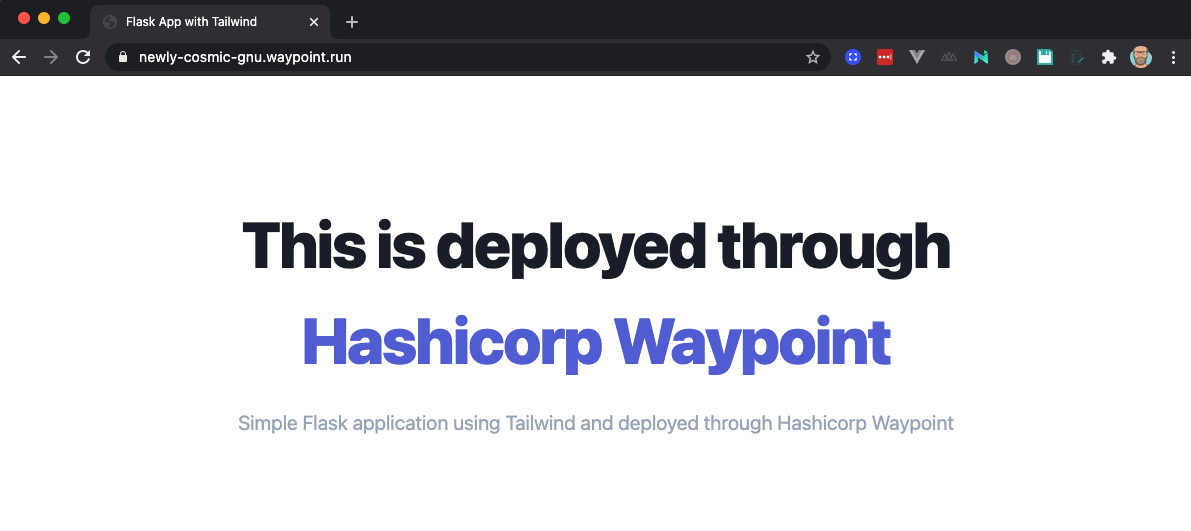 Flask App with Tailwind
newly-cosmic-gnu.waypoint.run
This is deployed through
Hashicorp Waypoint
Simple Flask application using Tailwind and deployed through Hashicorp Waypoint